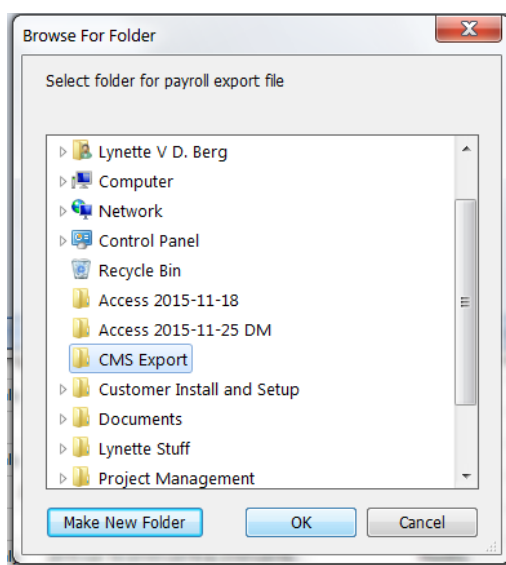 Browse For Folder
Select folder for payroll export file
Lynette V D. Berg
Computer
Network
Control Panel
Recycle Bin
Access 2015-11-18
Access 2015-11-25 DM
CMS Export
Customer Install and Setup
Documents
Lynette Stuff
Project Management
Make New Folder OK Cancel